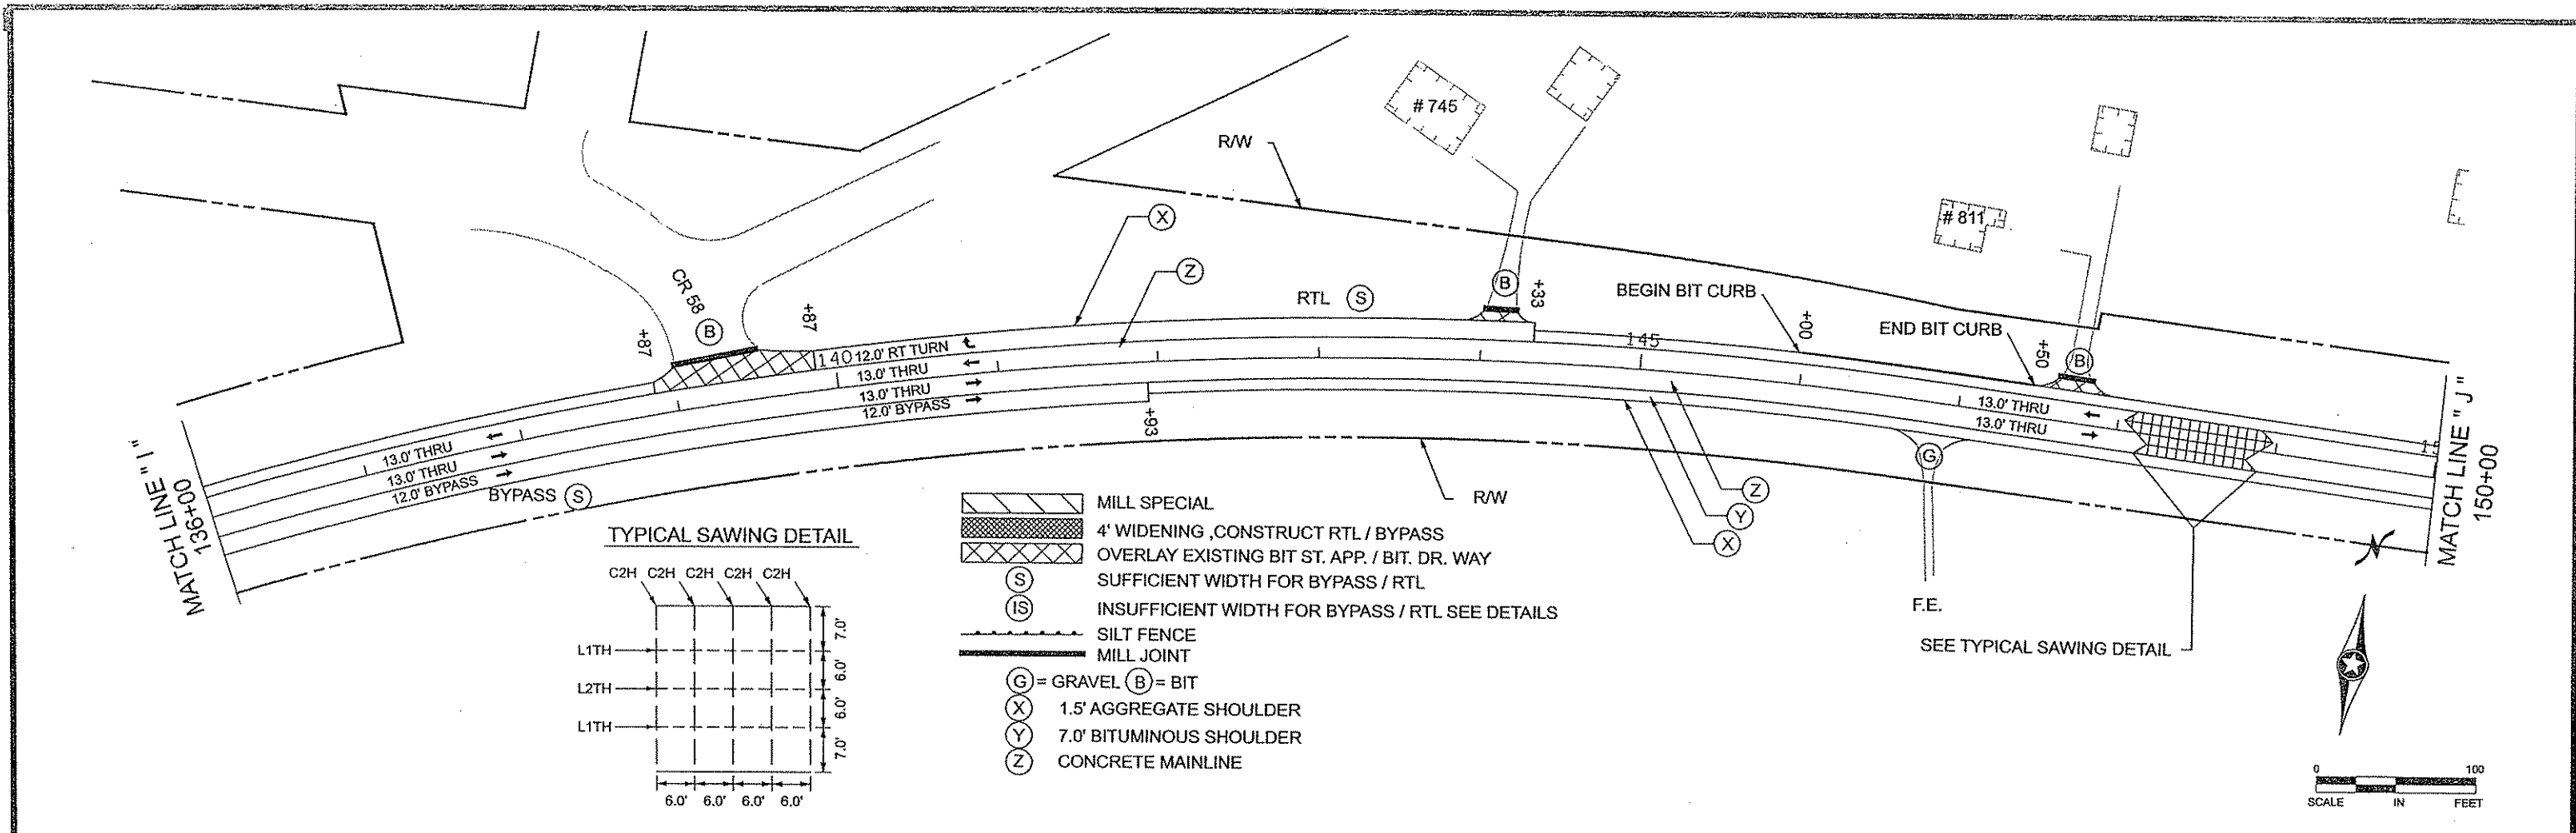 # 745
R/W
X
Z
# 811
CR 58
B
+87
+87
RTL S
B
+33
BEGIN BIT CURB
+00
END BIT CURB
+50
B
140
12.0' RT TURN
145
13.0' THRU
13.0' THRU
12.0' BYPASS
+93
13.0' THRU
13.0' THRU
12.0' BYPASS
BYPASS S
13.0' THRU
13.0' THRU
MATCH LINE " I "
136+00
MATCH LINE " J "
150+00
R/W
Z
Y
X
G
F.E.
SEE TYPICAL SAWING DETAIL
TYPICAL SAWING DETAIL
C2H C2H C2H C2H C2H
L1TH
L2TH
L1TH
7.0'
6.0'
6.0'
7.0'
6.0' 6.0' 6.0' 6.0'
MILL SPECIAL
4' WIDENING ,CONSTRUCT RTL / BYPASS
OVERLAY EXISTING BIT ST. APP. / BIT. DR. WAY
S SUFFICIENT WIDTH FOR BYPASS / RTL
IS INSUFFICIENT WIDTH FOR BYPASS / RTL SEE DETAILS
SILT FENCE
MILL JOINT
G = GRAVEL B = BIT
X 1.5' AGGREGATE SHOULDER
Y 7.0' BITUMINOUS SHOULDER
Z CONCRETE MAINLINE
0 100
SCALE IN FEET